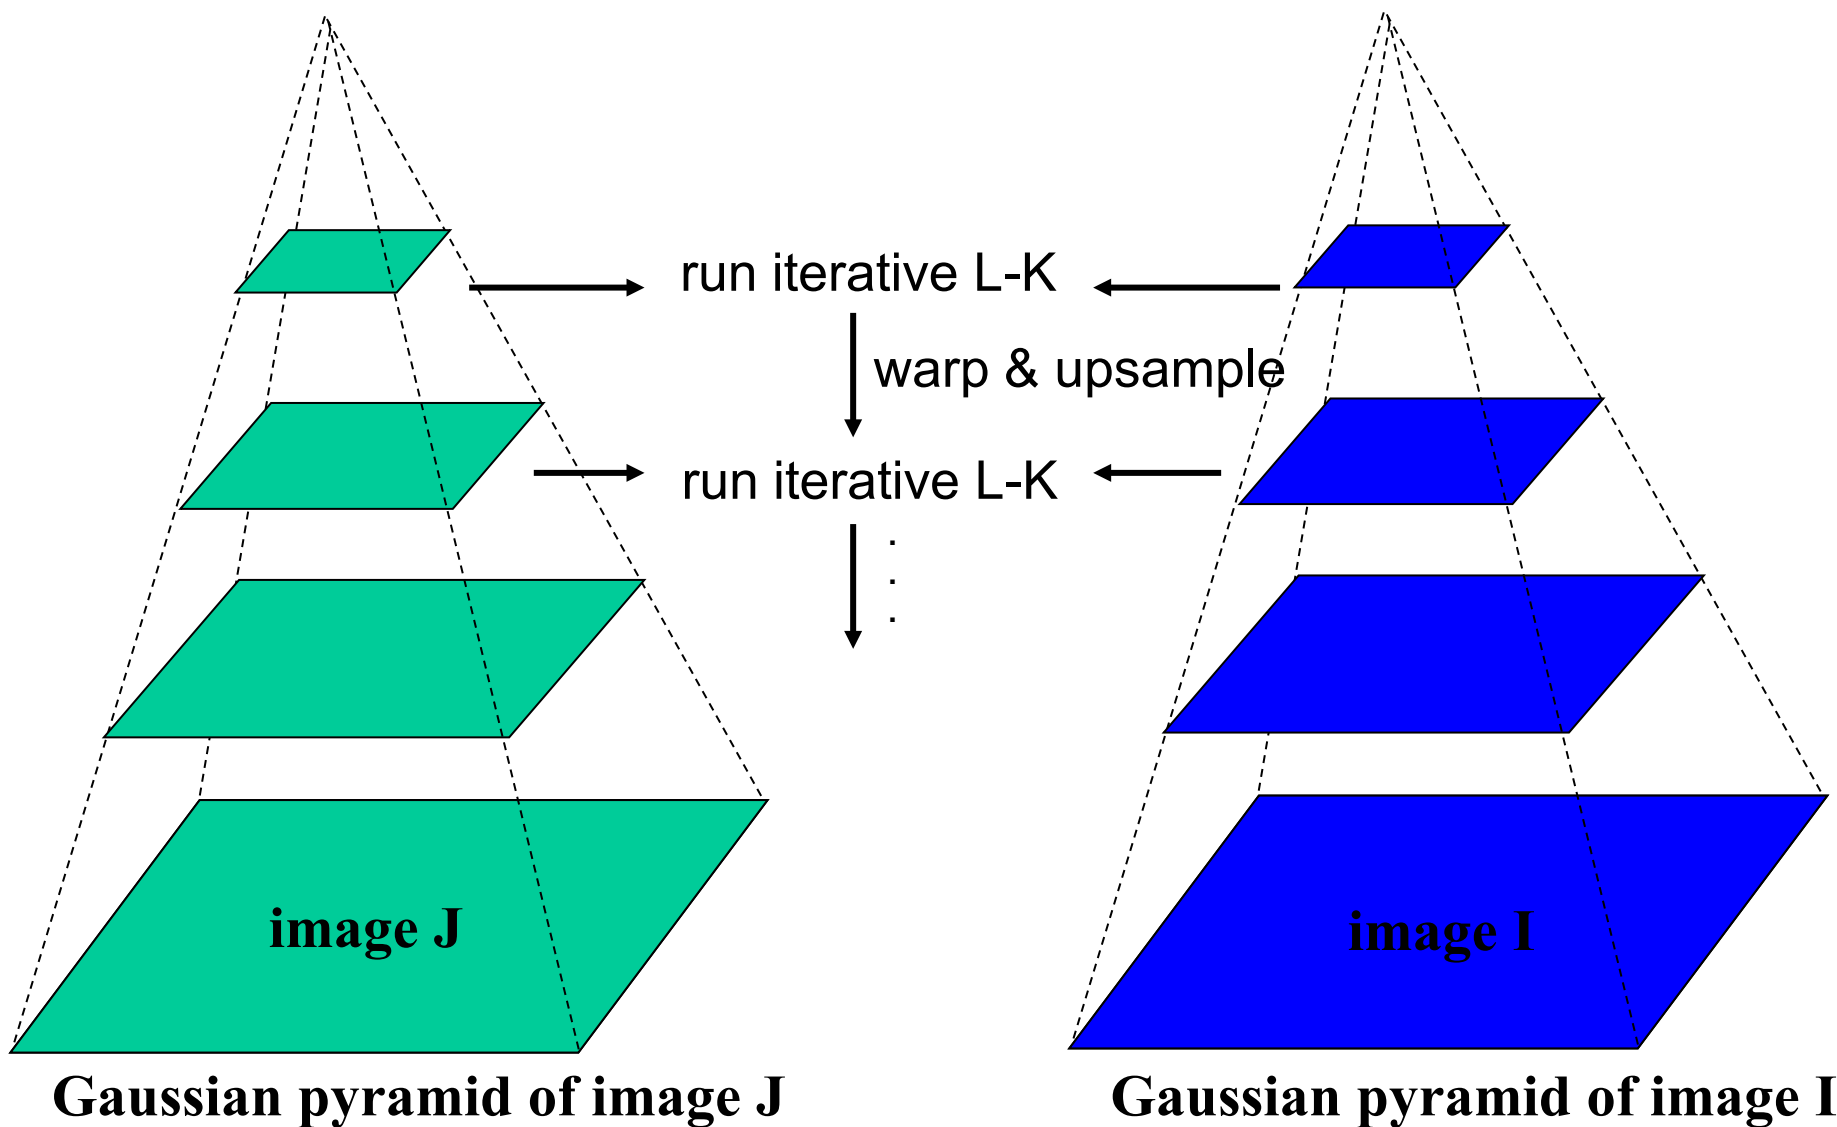 run iterative L-K
warp & upsample
run iterative L-K
.
.
.
image J
image I
Gaussian pyramid of image J
Gaussian pyramid of image I